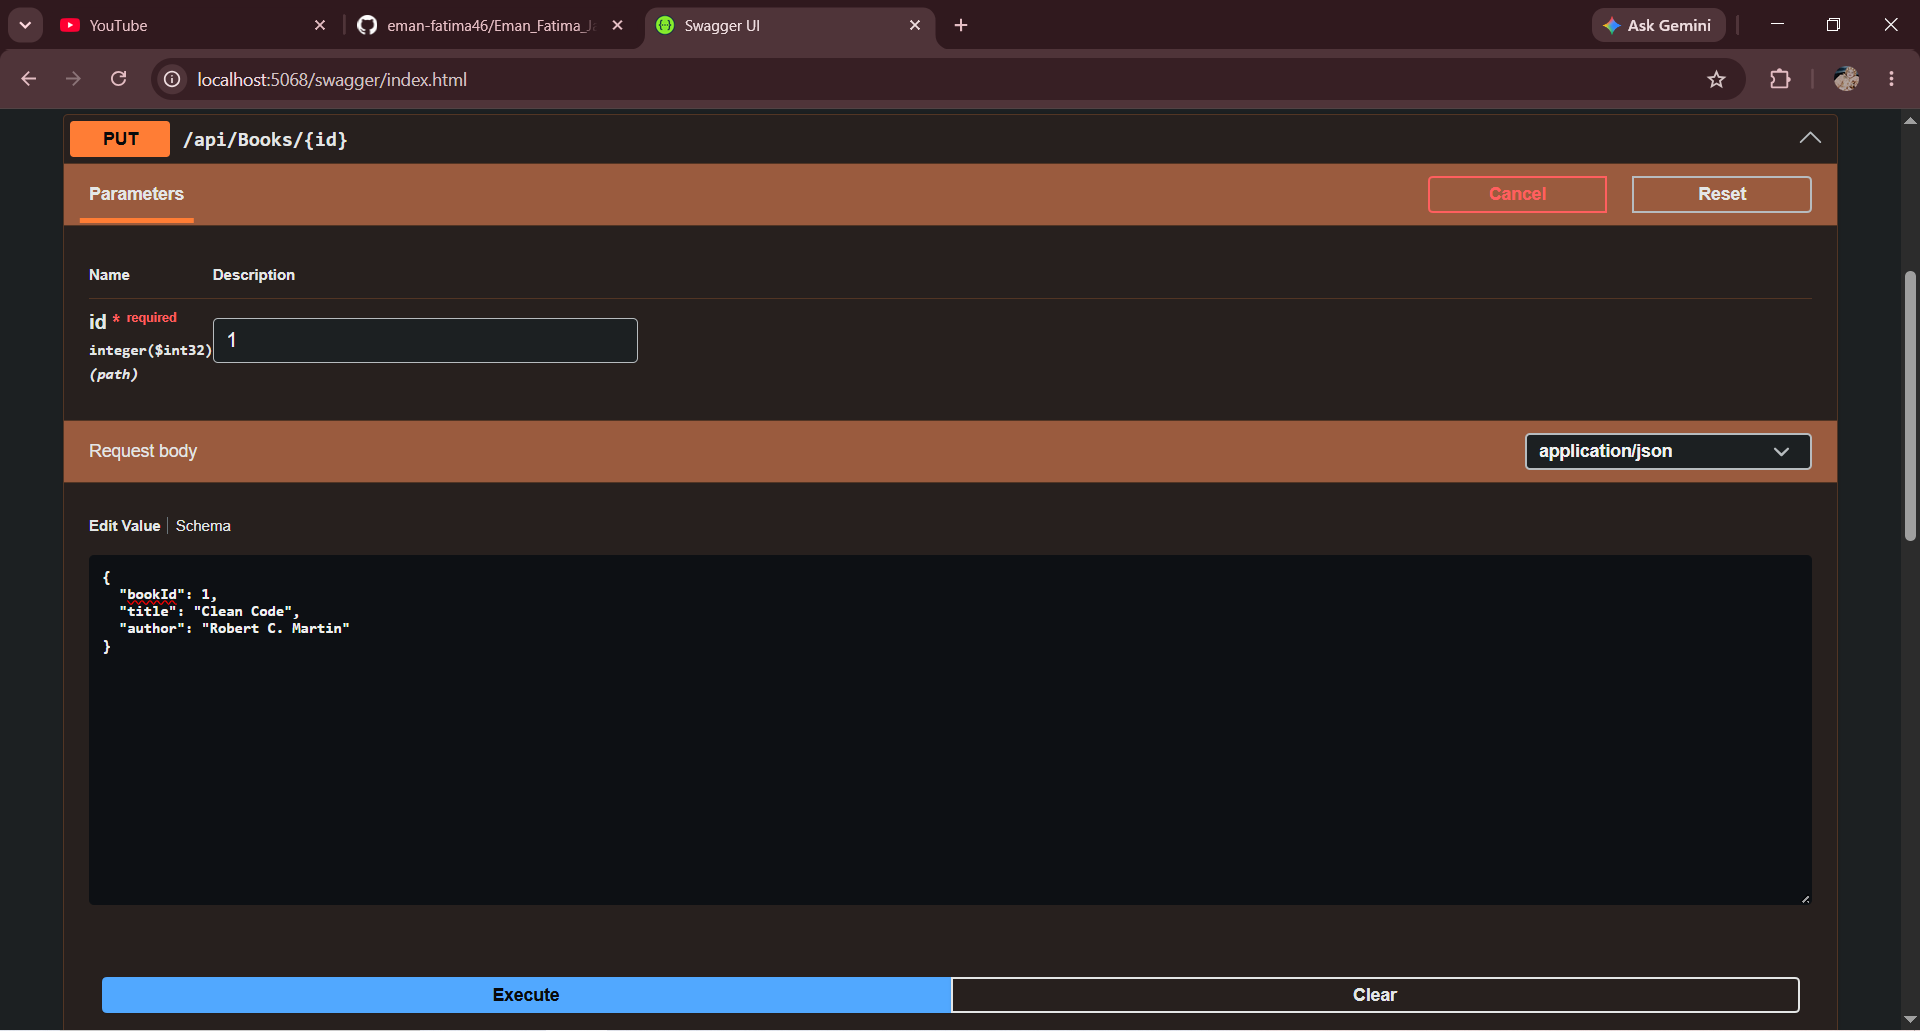 YouTube
eman-fatima46/Eman_Fatima_
Swagger UI
Ask Gemini
localhost:5068/swagger/index.html
PUT /api/Books/{id}
Parameters
Cancel
Reset
Name Description
id * required
integer($int32)
(path)
1
Request body
application/json
Edit Value | Schema
{
"bookId": 1,
"title": "Clean Code",
"author": "Robert C. Martin"
}
Execute
Clear